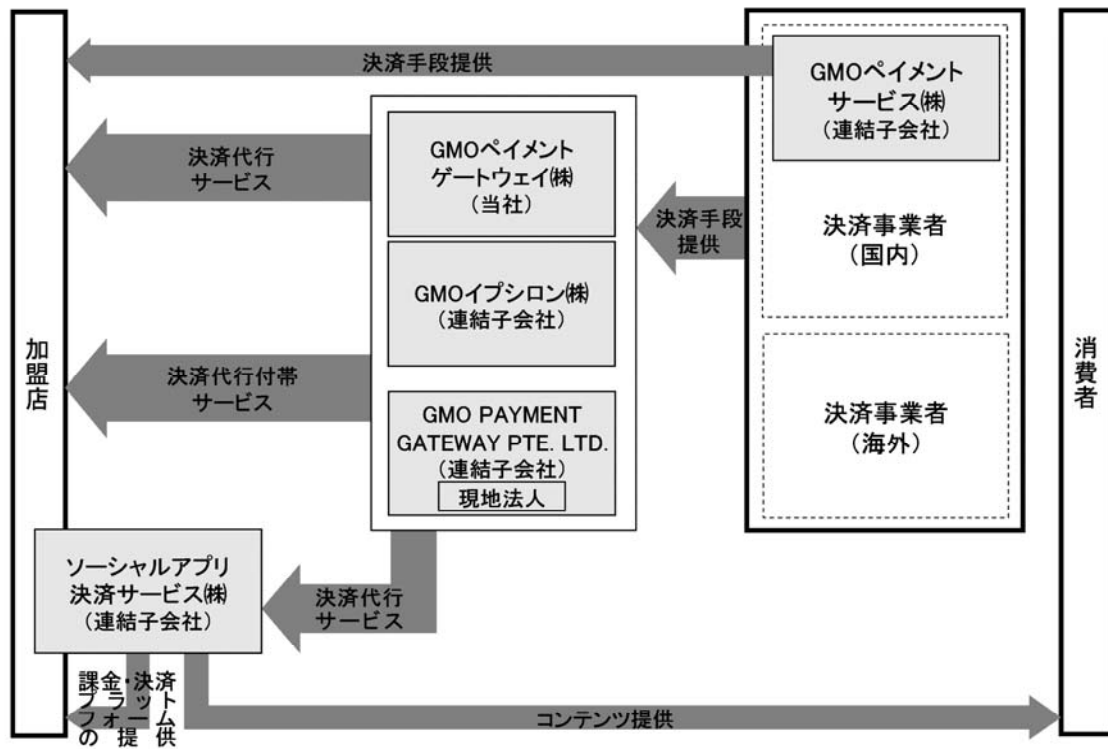 決済手段提供
GMOペイメント
サービス㈱
(連結子会社)
決済代行
サービス
GMOペイメント
ゲートウェイ㈱
(当社)
決済手段
提供
決済事業者
(国内)
GMOイプシロン㈱
(連結子会社)
加盟店
消費者
決済代行付帯
サービス
GMO PAYMENT
GATEWAY PTE. LTD.
(連結子会社)
現地法人
決済事業者
(海外)
ソーシャルアプリ
決済サービス㈱
(連結子会社)
決済代行
サービス
課金・決済
プラット
フォーム
の提供
コンテンツ提供